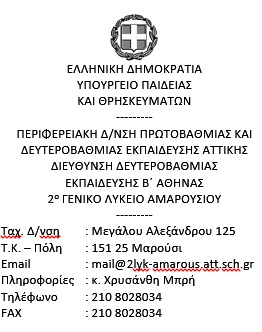 ΕΛΛΗΝΙΚΗ ΔΗΜΟΚΡΑΤΙΑ
ΥΠΟΥΡΓΕΙΟ ΠΑΙΔΕΙΑΣ
ΚΑΙ ΘΡΗΣΚΕΥΜΑΤΩΝ
---------
ΠΕΡΙΦΕΡΕΙΑΚΗ Δ/ΝΣΗ ΠΡΩΤΟΒΑΘΜΙΑΣ ΚΑΙ
ΔΕΥΤΕΡΟΒΑΘΜΙΑΣ ΕΚΠΑΙΔΕΥΣΗΣ ΑΤΤΙΚΗΣ
ΔΙΕΥΘΥΝΣΗ ΔΕΥΤΕΡΟΒΑΘΜΙΑΣ
ΕΚΠΑΙΔΕΥΣΗΣ Β΄ ΑΘΗΝΑΣ
2ο ΓΕΝΙΚΟ ΛΥΚΕΙΟ ΑΜΑΡΟΥΣΙΟΥ
---------
Ταχ. Δ/νση : Μεγάλου Αλεξάνδρου 125
Τ.Κ. – Πόλη : 151 25 Μαρούσι
Email : mail@2lyk-amarous.att.sch.gr
Πληροφορίες : κ. Χρυσάνθη Μπρή
Τηλέφωνο : 210 8028034
FAX : 210 8028034